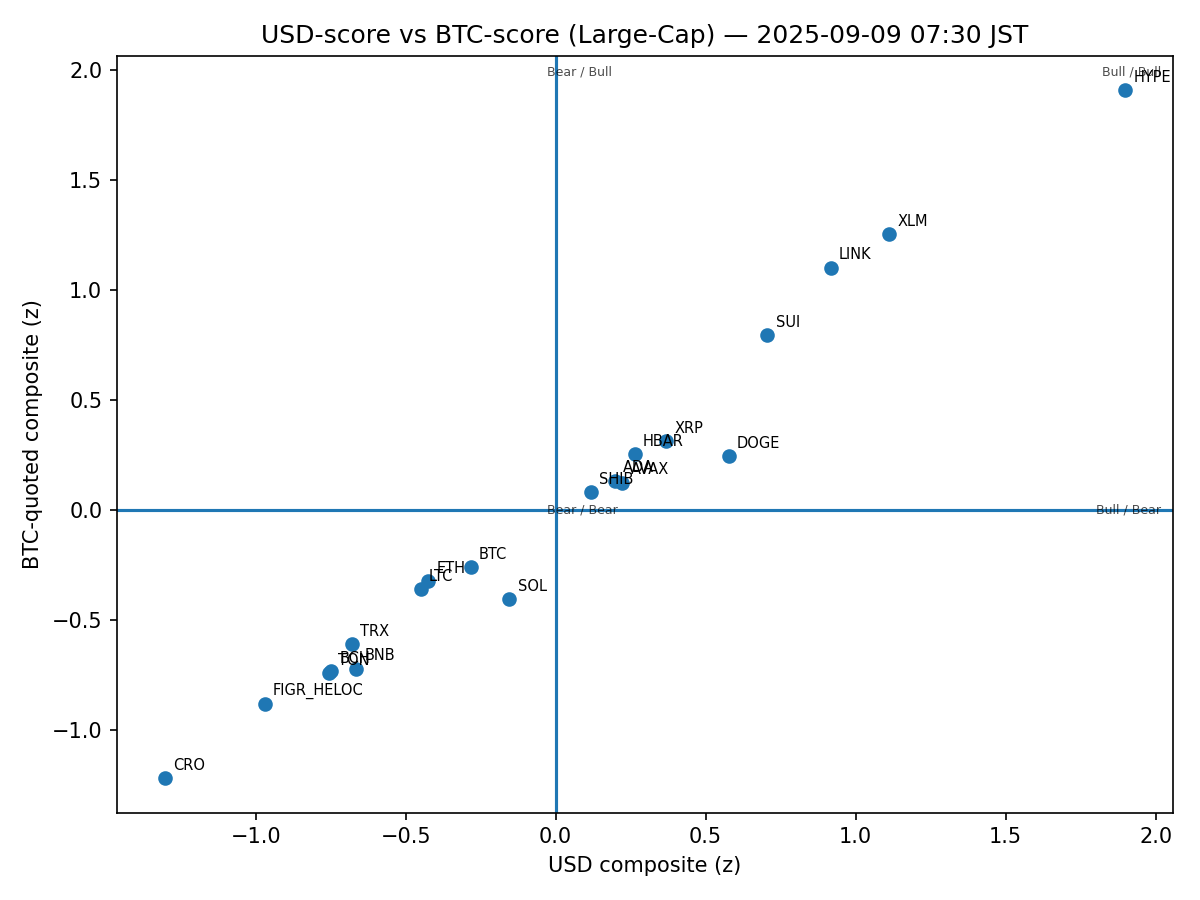 USD-score vs BTC-score (Large-Cap) — 2025-09-09 07:30 JST
2.0
Bear / Bull
Bull / Bull
HYPE
1.5
XLM
LINK
1.0
SUI
0.5
XRP
HBAR
DOGE
ADA
AVAX
SHIB
0.0
Bear / Bear
Bull / Bear
BTC
ETH
LTC
SOL
−0.5
TRX
BNB
BCH
TON
FIGR_HELOC
−1.0
CRO
BTC-quoted composite (z)
−1.0
−0.5
0.0
0.5
1.0
1.5
2.0
USD composite (z)